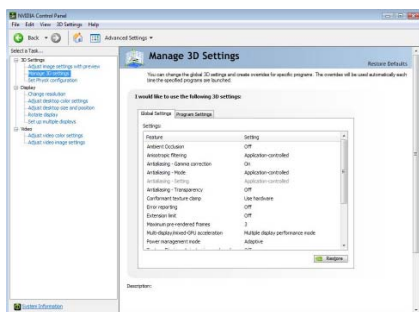 NVIDIA Control Panel
File Edit View 3D Settings Help
Back Advanced Settings
Select a Task...
3D Settings
Adjust image settings with preview
Manage 3D settings
Set PhysX configuration
Display
Change resolution
Adjust desktop color settings
Adjust desktop size and position
Rotate display
Set up multiple displays
Video
Adjust video color settings
Adjust video image settings
System Information
Manage 3D Settings
Restore Defaults
You can change the global 3D settings and create overrides for specific programs. The overrides will be used automatically each
time the specified programs are launched.
I would like to use the following 3D settings:
Global Settings Program Settings
Settings:
Feature Setting
Ambient Occlusion Off
Anisotropic filtering Application-controlled
Antialiasing - Gamma correction On
Antialiasing - Mode Application-controlled
Antialiasing - Setting Application-controlled
Antialiasing - Transparency Off
Conformant texture clamp Use hardware
Error reporting Off
Extension limit Off
Maximum pre-rendered frames 3
Multi-display/mixed-GPU acceleration Multiple display performance mode
Power management mode Adaptive
Restore
Description: